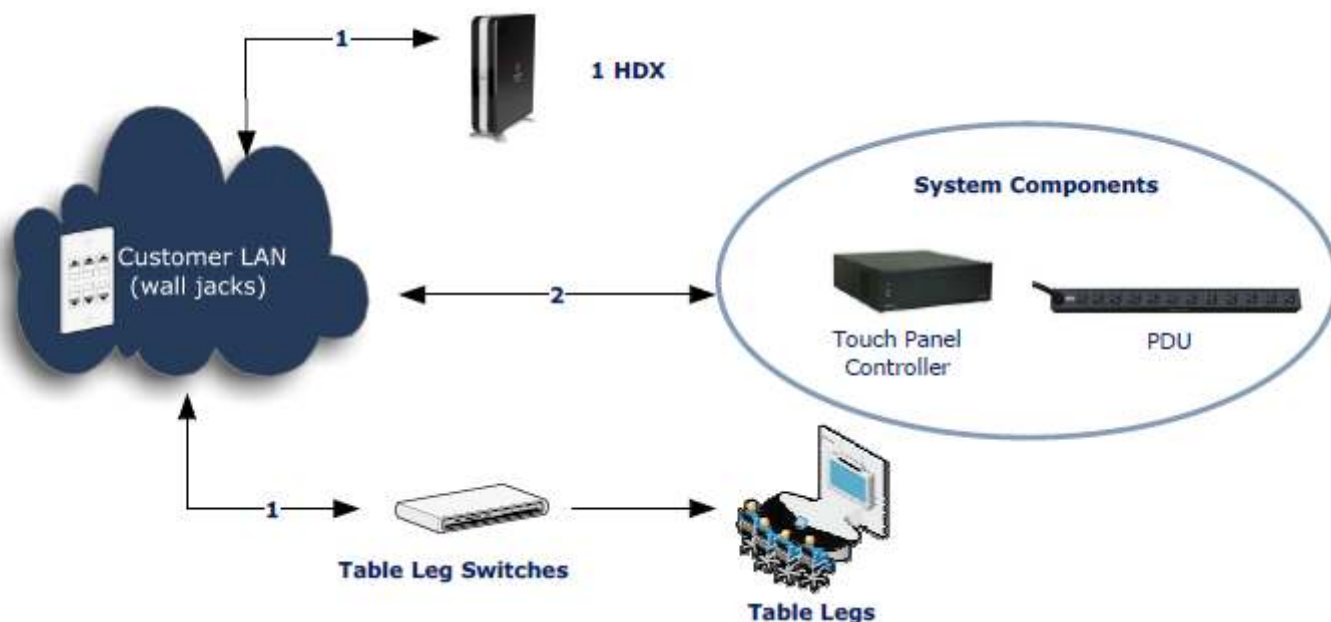 1
1 HDX
System Components
Customer LAN
(wall jacks)
2
Touch Panel
Controller
PDU
1
Table Leg Switches
Table Legs